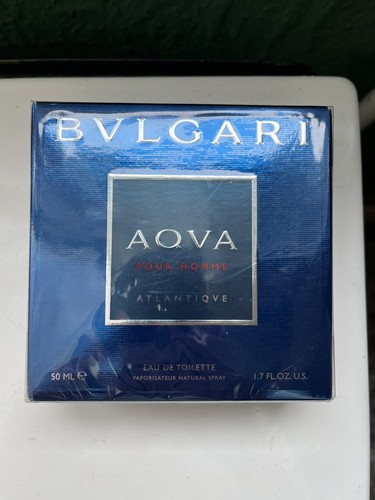 BVLGARI
AQVA
POUR HOMME
ATLANTIQVE
EAU DE TOILETTE
50 ML ℮ VAPORISATEUR NATURAL SPRAY 1.7 FL.OZ. U.S.